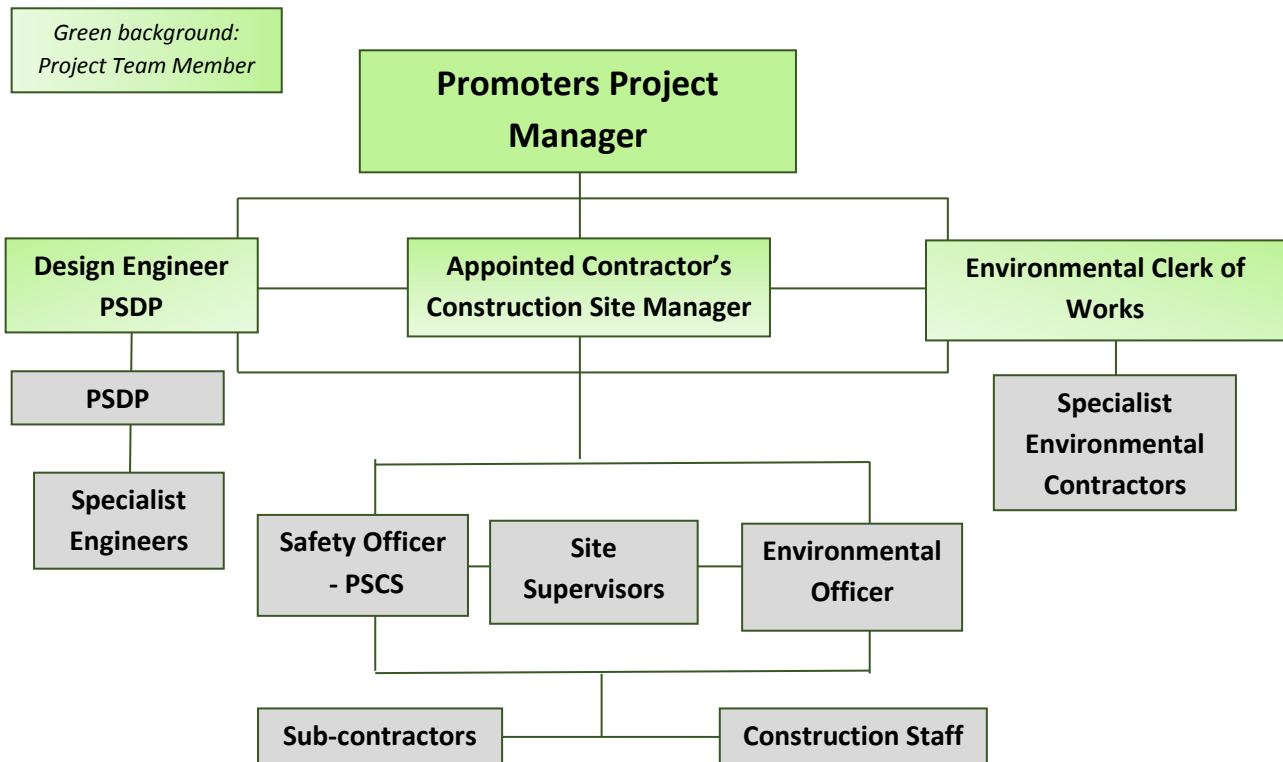 Green background:
Project Team Member
Promoters Project
Manager
Design Engineer
PSDP
Appointed Contractor’s
Construction Site Manager
Environmental Clerk of
Works
PSDP
Specialist
Engineers
Specialist
Environmental
Contractors
Safety Officer
- PSCS
Site
Supervisors
Environmental
Officer
Sub-contractors
Construction Staff